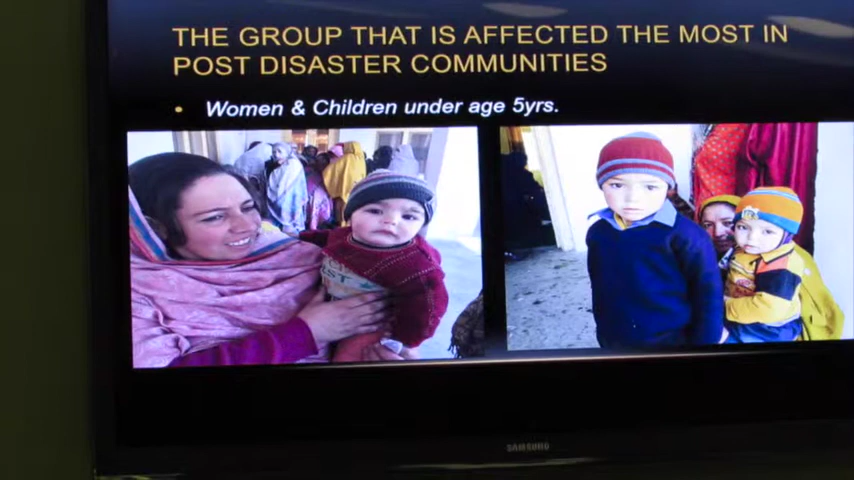 THE GROUP THAT IS AFFECTED THE MOST IN
POST DISASTER COMMUNITIES
• Women & Children under age 5yrs.
SAMSUNG